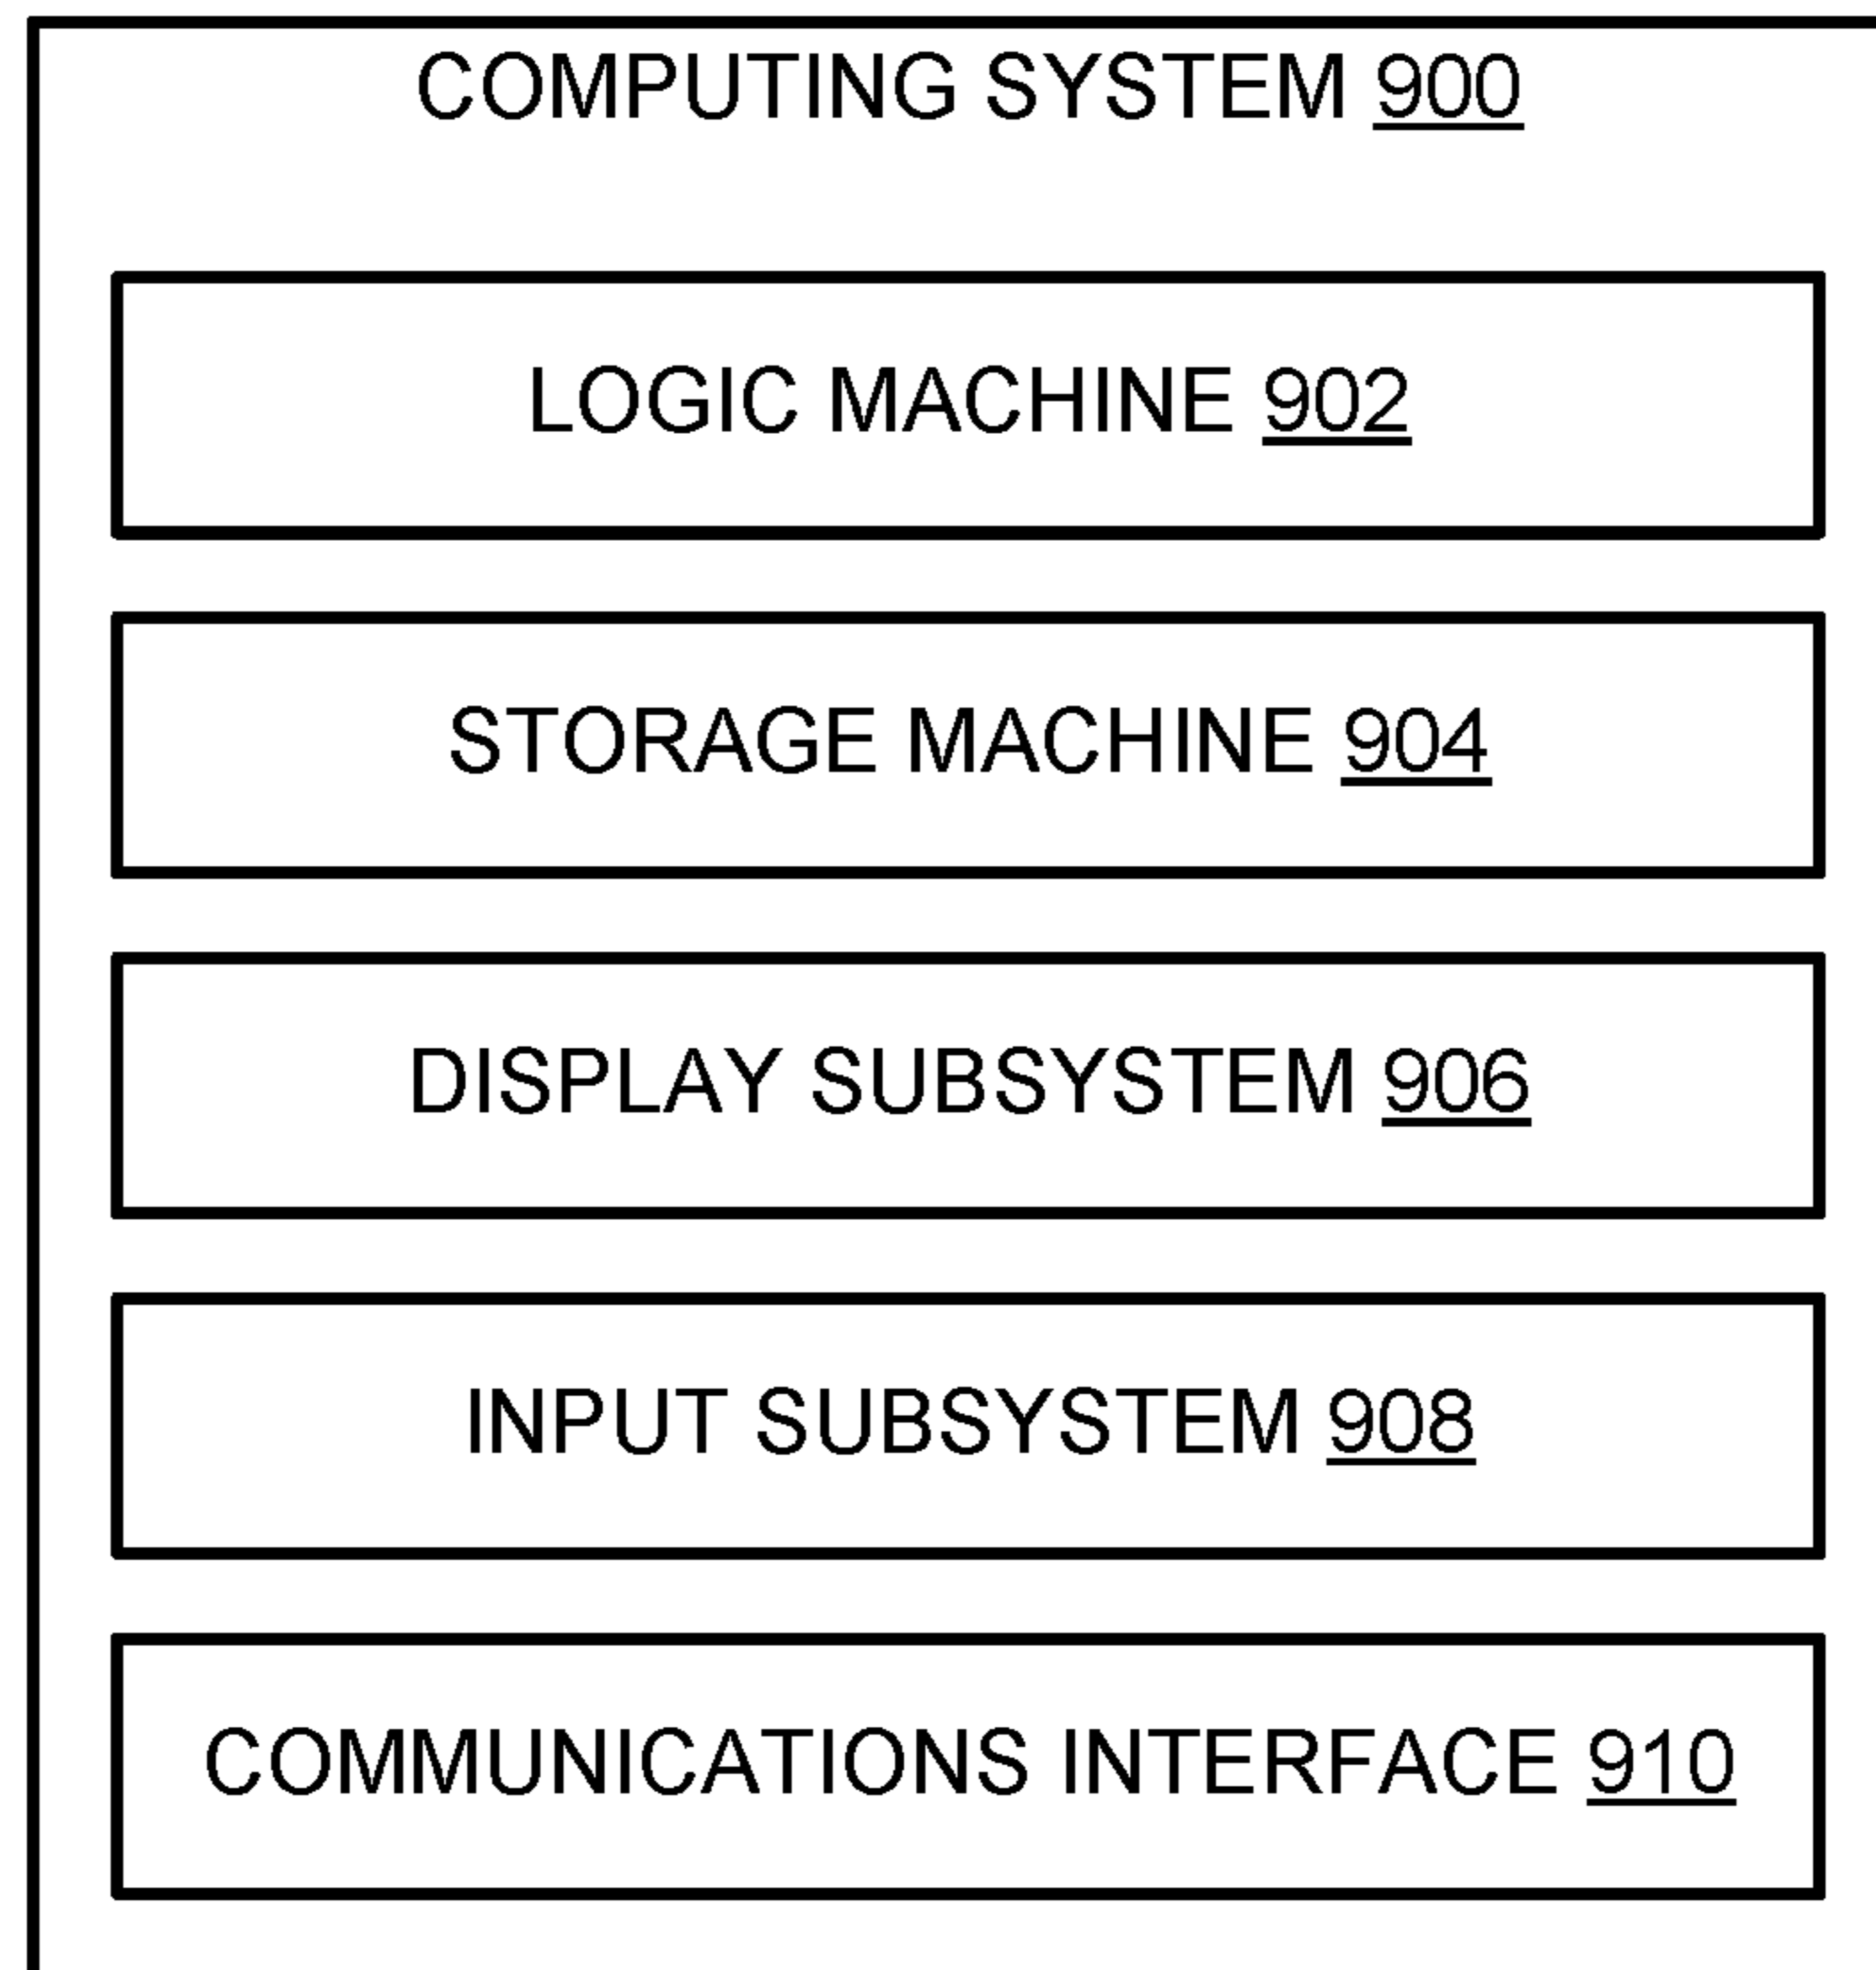 COMPUTING SYSTEM 900
LOGIC MACHINE 902
STORAGE MACHINE 904
DISPLAY SUBSYSTEM 906
INPUT SUBSYSTEM 908
COMMUNICATIONS INTERFACE 910